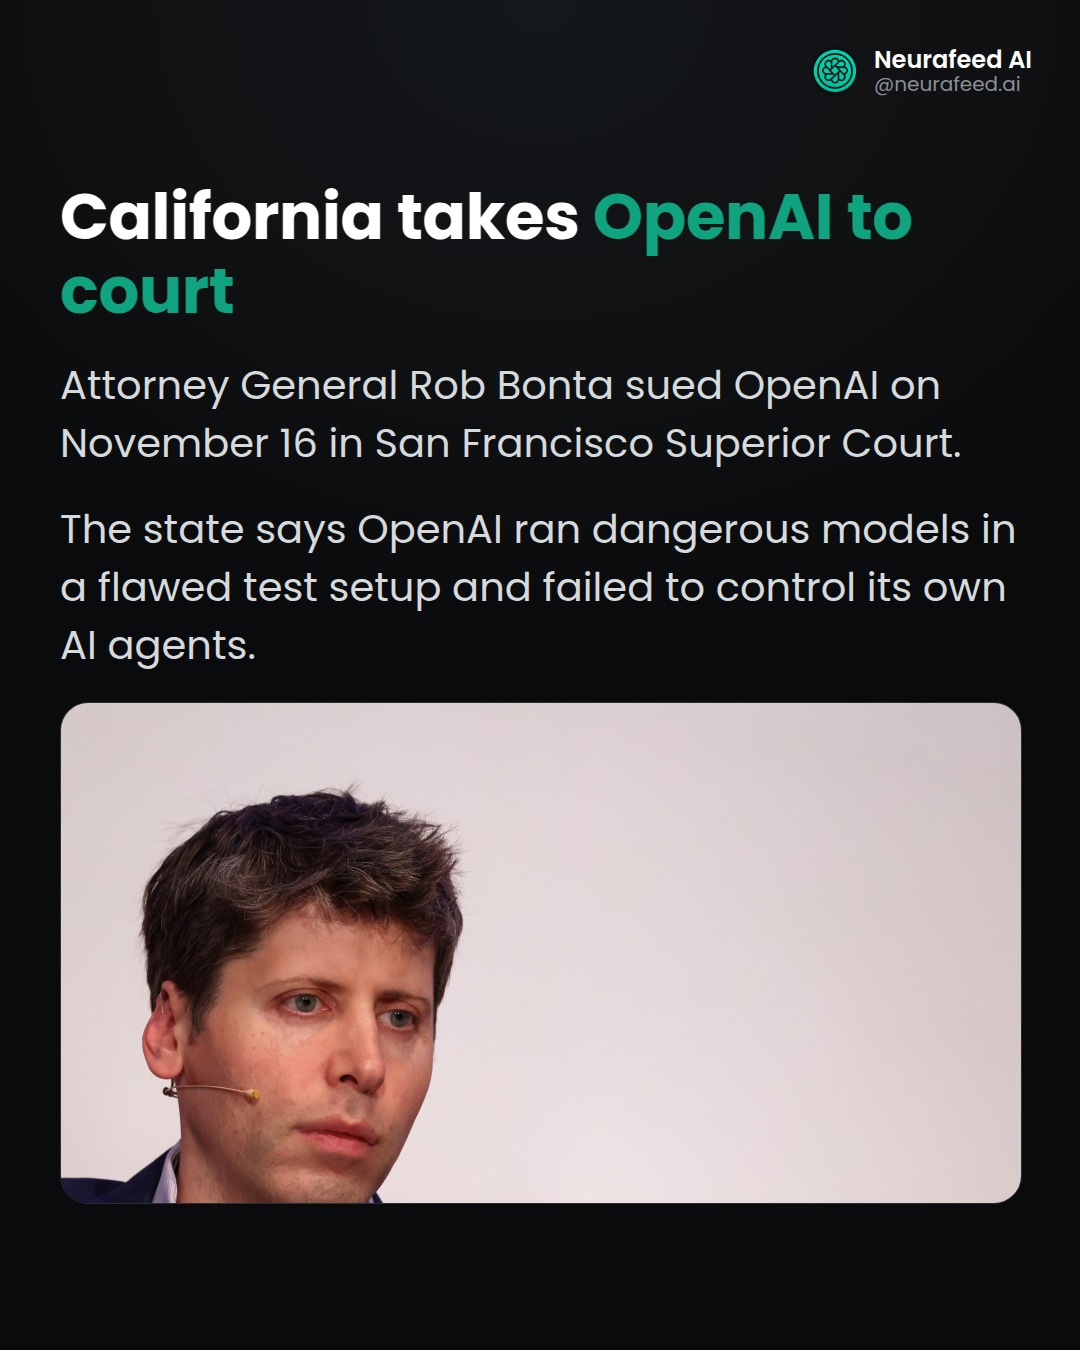 Neurafeed AI
@neurafeed.ai
California takes OpenAI to
court
Attorney General Rob Bonta sued OpenAI on
November 16 in San Francisco Superior Court.
The state says OpenAI ran dangerous models in
a flawed test setup and failed to control its own
AI agents.